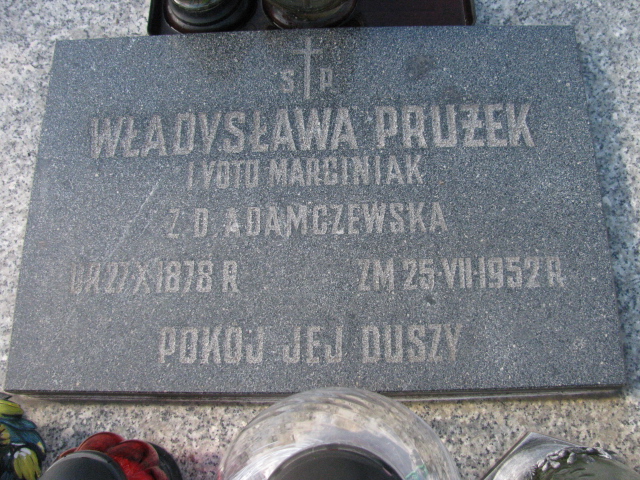 Ś P
WŁADYSŁAWA PRUŻEK
I VOTO MARCINIAK
Z D. ADAMCZEWSKA
UR 27 X 1878 R
ZM 25-VII-1952 R
POKÓJ JEJ DUSZY